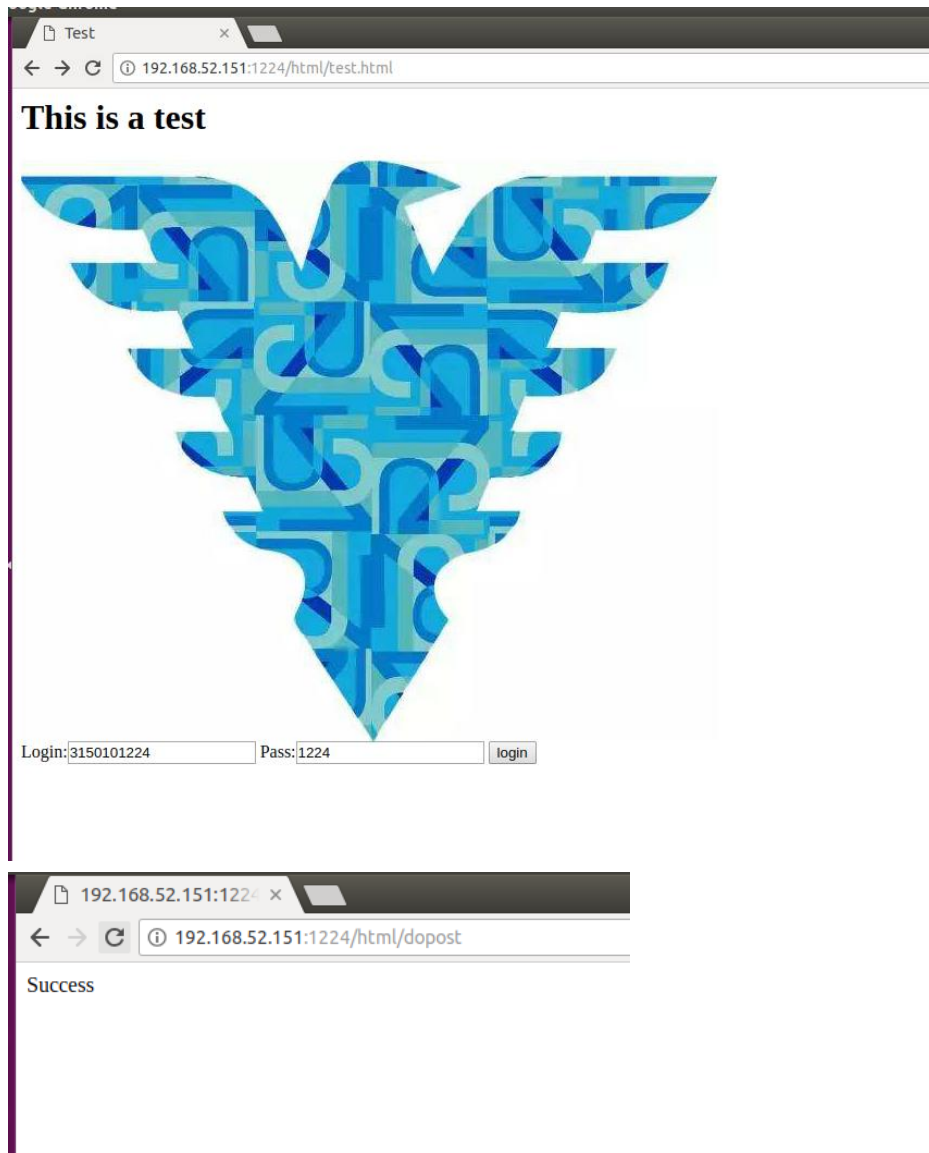 Test
192.168.52.151:1224/html/test.html
This is a test
Login:3150101224 Pass:1224 login
192.168.52.151:1224
192.168.52.151:1224/html/dopost
Success